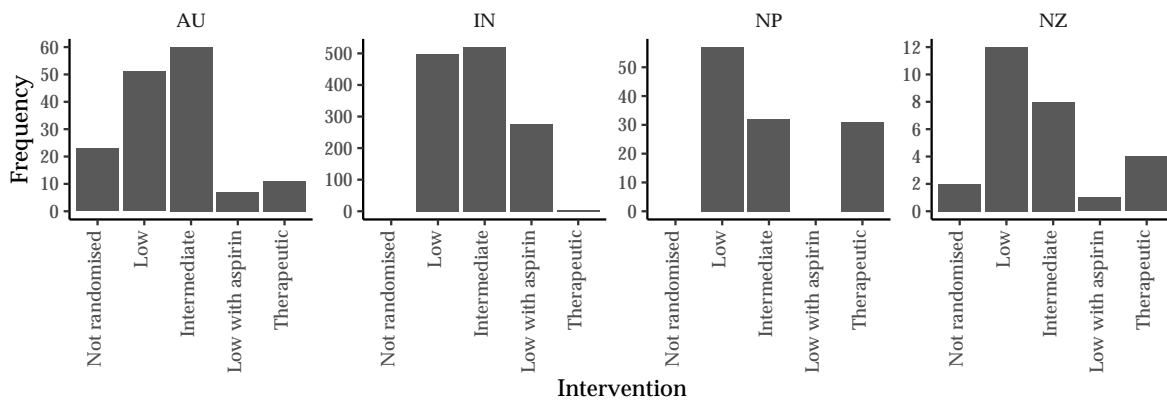 AU
IN
NP
NZ
Frequency
60
50
40
30
20
10
0
500
400
300
200
100
0
50
40
30
20
10
0
12
10
8
6
4
2
0
Not randomised
Low
Intermediate
Low with aspirin
Therapeutic
Not randomised
Low
Intermediate
Low with aspirin
Therapeutic
Not randomised
Low
Intermediate
Low with aspirin
Therapeutic
Not randomised
Low
Intermediate
Low with aspirin
Therapeutic
Intervention